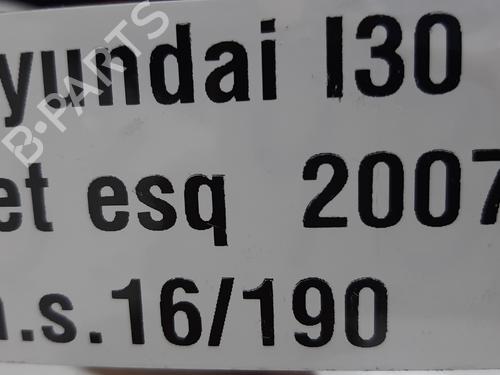 yundai I30
et esq 2007
.s.16/190
B-PARTS